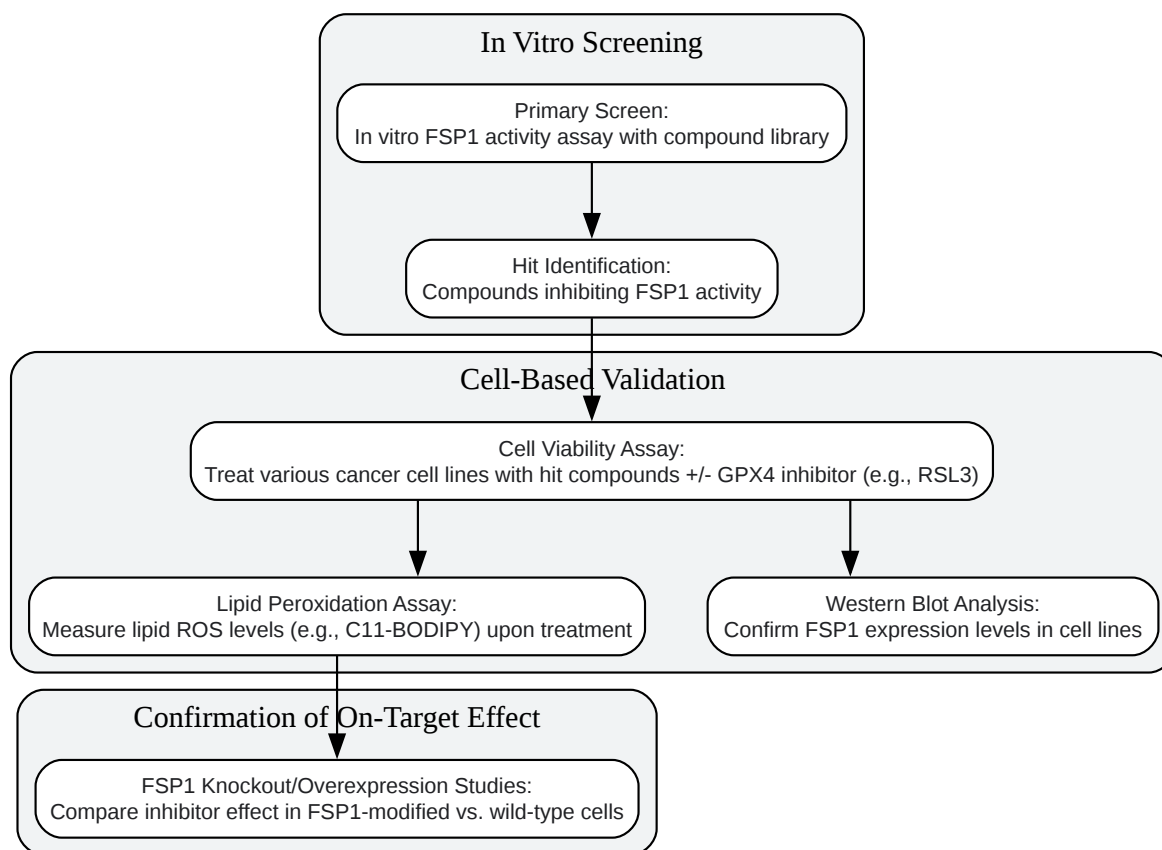 In Vitro Screening
Primary Screen:
In vitro FSP1 activity assay with compound library
Hit Identification:
Compounds inhibiting FSP1 activity
Cell-Based Validation
Cell Viability Assay:
Treat various cancer cell lines with hit compounds +/- GPX4 inhibitor (e.g., RSL3)
Lipid Peroxidation Assay:
Measure lipid ROS levels (e.g., C11-BODIPY) upon treatment
Western Blot Analysis:
Confirm FSP1 expression levels in cell lines
Confirmation of On-Target Effect
FSP1 Knockout/Overexpression Studies:
Compare inhibitor effect in FSP1-modified vs. wild-type cells